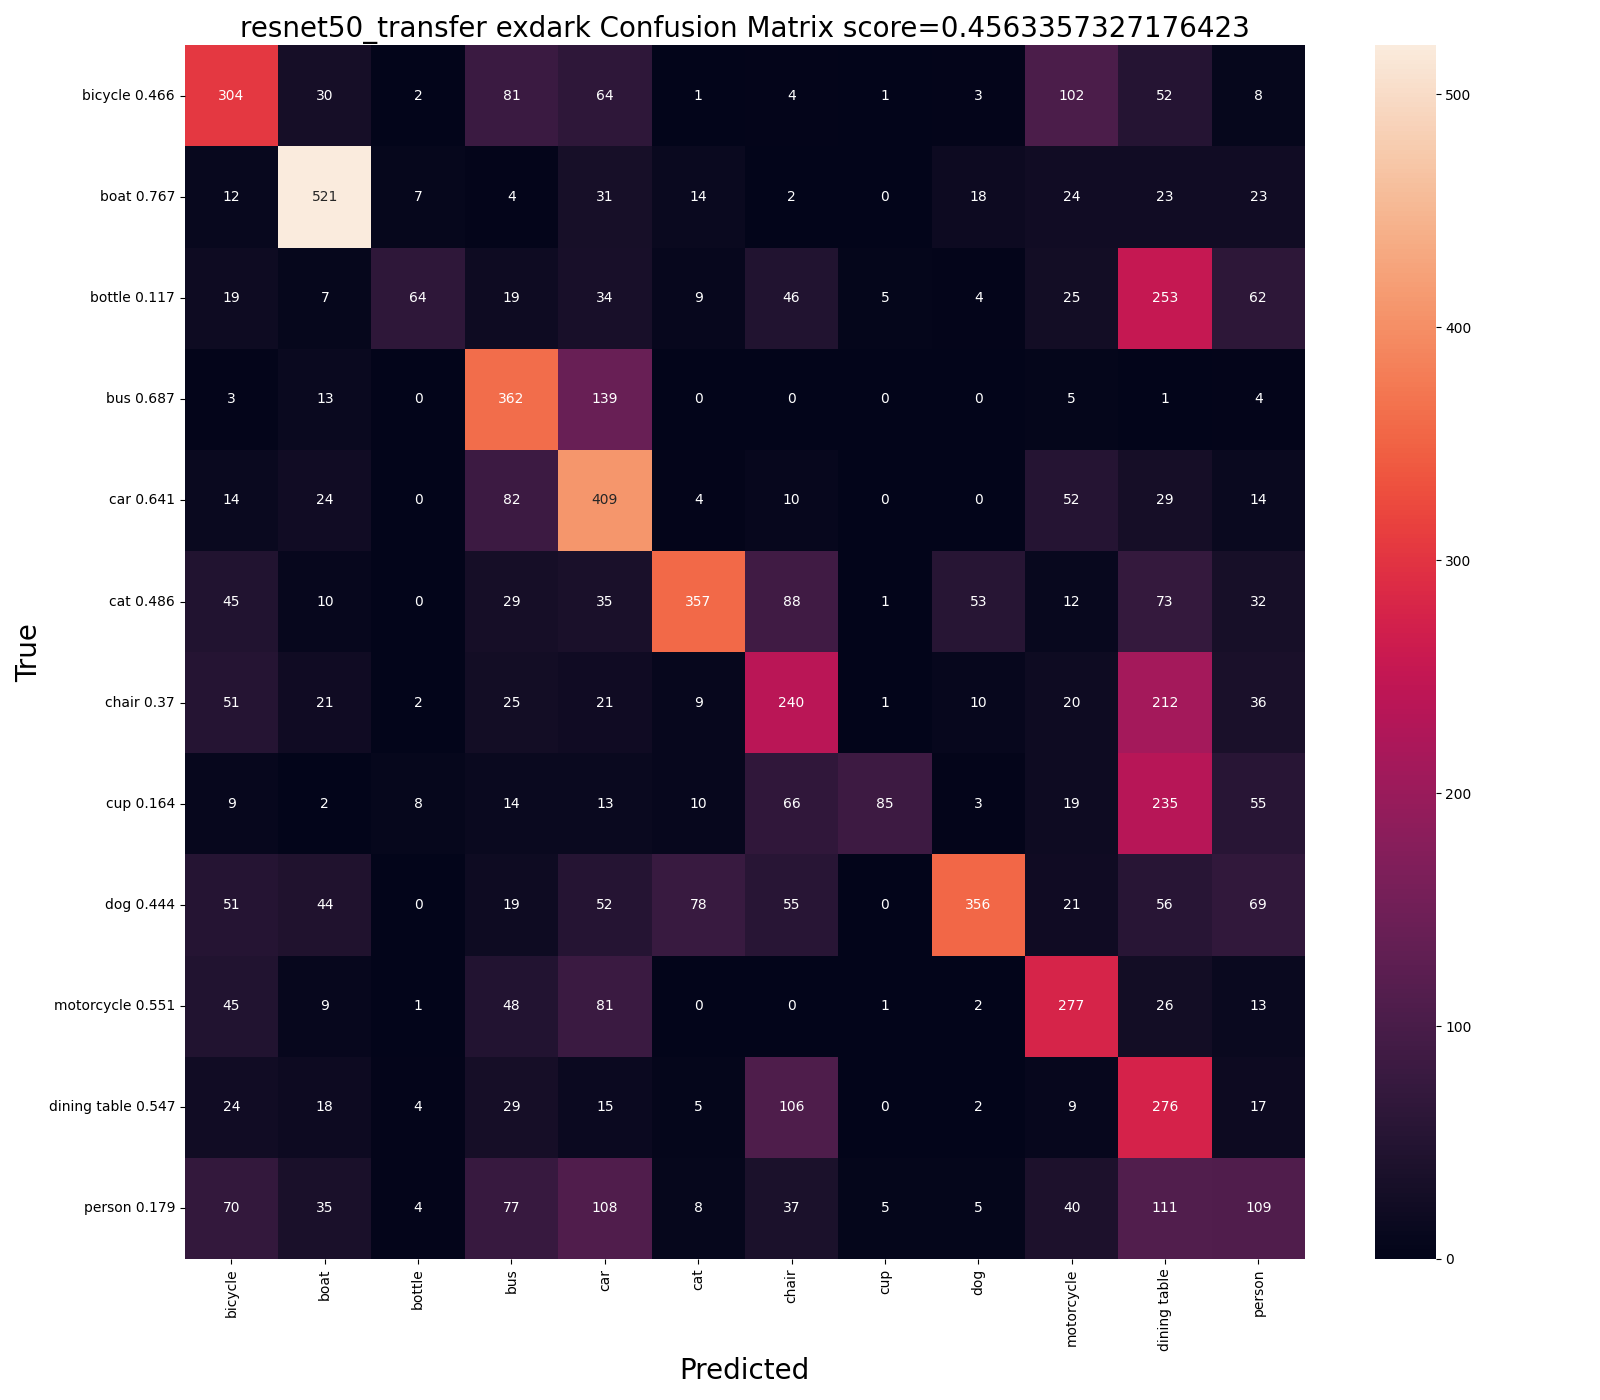 resnet50_transfer exdark Confusion Matrix score=0.4563357327176423
bicycle 0.466 304 30 2 81 64 1 4 1 3 102 52 8
boat 0.767 12 521 7 4 31 14 2 0 18 24 23 23
bottle 0.117 19 7 64 19 34 9 46 5 4 25 253 62
bus 0.687 3 13 0 362 139 0 0 0 0 5 1 4
car 0.641 14 24 0 82 409 4 10 0 0 52 29 14
cat 0.486 45 10 0 29 35 357 88 1 53 12 73 32
chair 0.37 51 21 2 25 21 9 240 1 10 20 212 36
cup 0.164 9 2 8 14 13 10 66 85 3 19 235 55
dog 0.444 51 44 0 19 52 78 55 0 356 21 56 69
motorcycle 0.551 45 9 1 48 81 0 0 1 2 277 26 13
dining table 0.547 24 18 4 29 15 5 106 0 2 9 276 17
person 0.179 70 35 4 77 108 8 37 5 5 40 111 109
bicycle boat bottle bus car cat chair cup dog motorcycle dining table person
True
Predicted
500
400
300
200
100
0